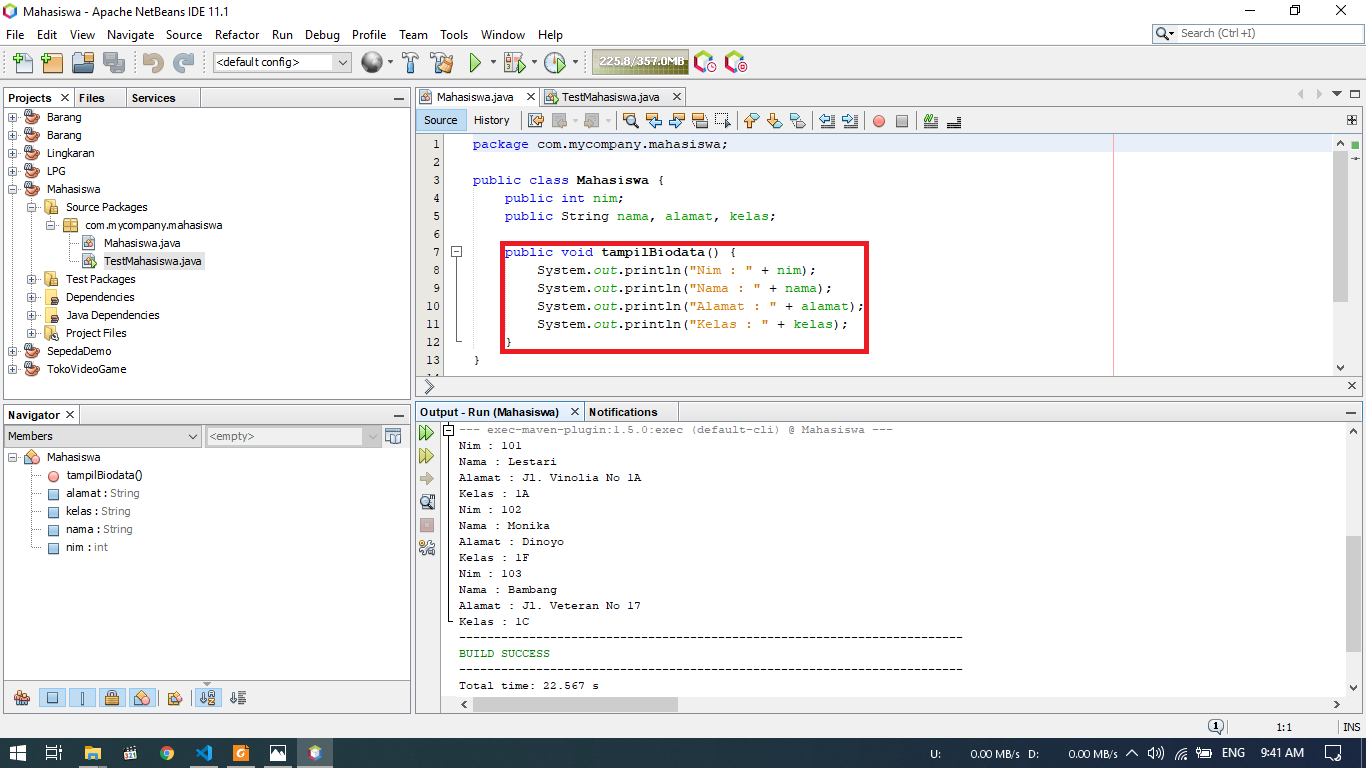 Mahasiswa - Apache NetBeans IDE 11.1
File Edit View Navigate Source Refactor Run Debug Profile Team Tools Window Help
Search (Ctrl+I)
<default config>
225.8/357.0MB
Projects Files Services
Barang
Barang
Lingkaran
LPG
Mahasiswa
Source Packages
com.mycompany.mahasiswa
Mahasiswa.java
TestMahasiswa.java
Test Packages
Dependencies
Java Dependencies
Project Files
SepedaDemo
TokoVideoGame
Navigator
Members
<empty>
Mahasiswa
tampilBiodata()
alamat : String
kelas : String
nama : String
nim : int
Mahasiswa.java TestMahasiswa.java
Source History
1 package com.mycompany.mahasiswa;
2
3 public class Mahasiswa {
4 public int nim;
5 public String nama, alamat, kelas;
6
7 public void tampilBiodata() {
8 System.out.println("Nim : " + nim);
9 System.out.println("Nama : " + nama);
10 System.out.println("Alamat : " + alamat);
11 System.out.println("Kelas : " + kelas);
12 }
13 }
Output - Run (Mahasiswa) Notifications
--- exec-maven-plugin:1.5.0:exec (default-cli) @ Mahasiswa ---
Nim : 101
Nama : Lestari
Alamat : Jl. Vinolia No 1A
Kelas : 1A
Nim : 102
Nama : Monika
Alamat : Dinoyo
Kelas : 1F
Nim : 103
Nama : Bambang
Alamat : Jl. Veteran No 17
Kelas : 1C
------------------------------------------------------------------------
BUILD SUCCESS
------------------------------------------------------------------------
Total time: 22.567 s
1 1:1 INS
U: 0.00 MB/s D: 0.00 MB/s ENG 9:41 AM